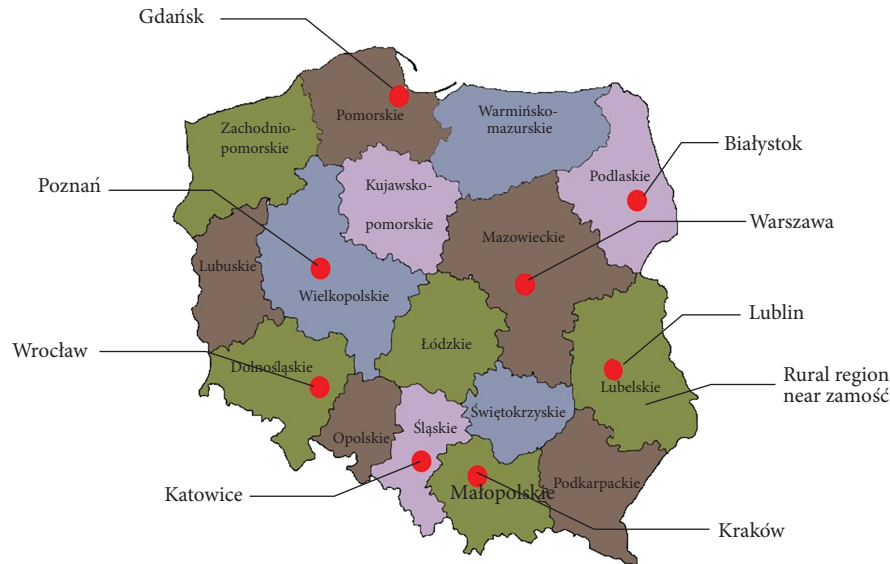 Gdańsk
Pomorskie
Warmińsko-
mazurskie
Zachodnio-
pomorskie
Białystok
Podlaskie
Poznań
Kujawsko-
pomorskie
Warszawa
Mazowieckie
Lubuskie
Wielkopolskie
Lublin
Wrocław
Łódzkie
Dolnośląskie
Lubelskie
Rural region
near zamość
Świętokrzyskie
Śląskie
Opolskie
Katowice
Małopolskie
Podkarpackie
Kraków